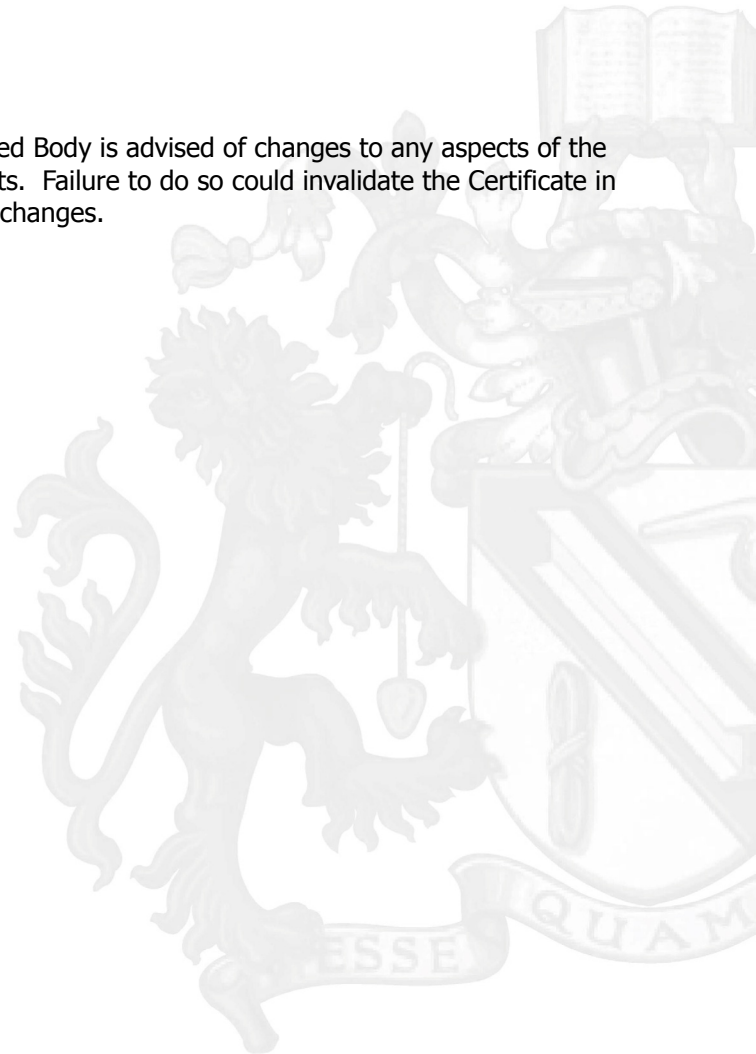 ed Body is advised of changes to any aspects of the
ts.  Failure to do so could invalidate the Certificate in
changes.
ESSE
QUAM